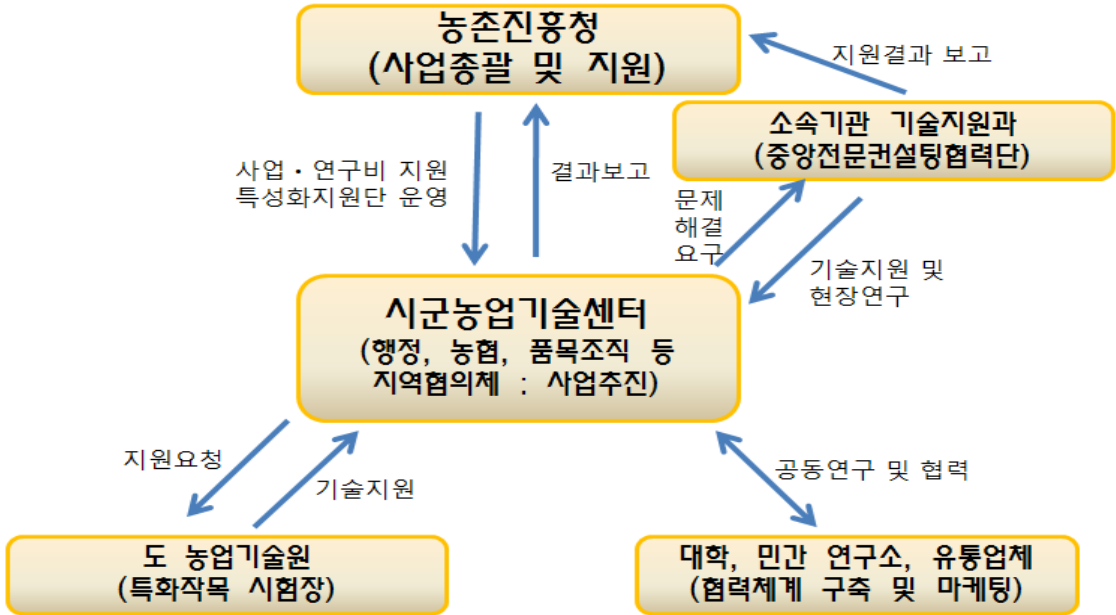 농촌진흥청
(사업총괄 및 지원)
지원결과 보고
소속기관 기술지원과
(중앙전문컨설팅협력단)
사업・연구비 지원
특성화지원단 운영
결과보고
문제
해결
요구
기술지원 및
현장연구
시군농업기술센터
(행정, 농협, 품목조직 등
지역협의체 : 사업추진)
지원요청
기술지원
공동연구 및 협력
도 농업기술원
(특화작목 시험장)
대학, 민간 연구소, 유통업체
(협력체계 구축 및 마케팅)